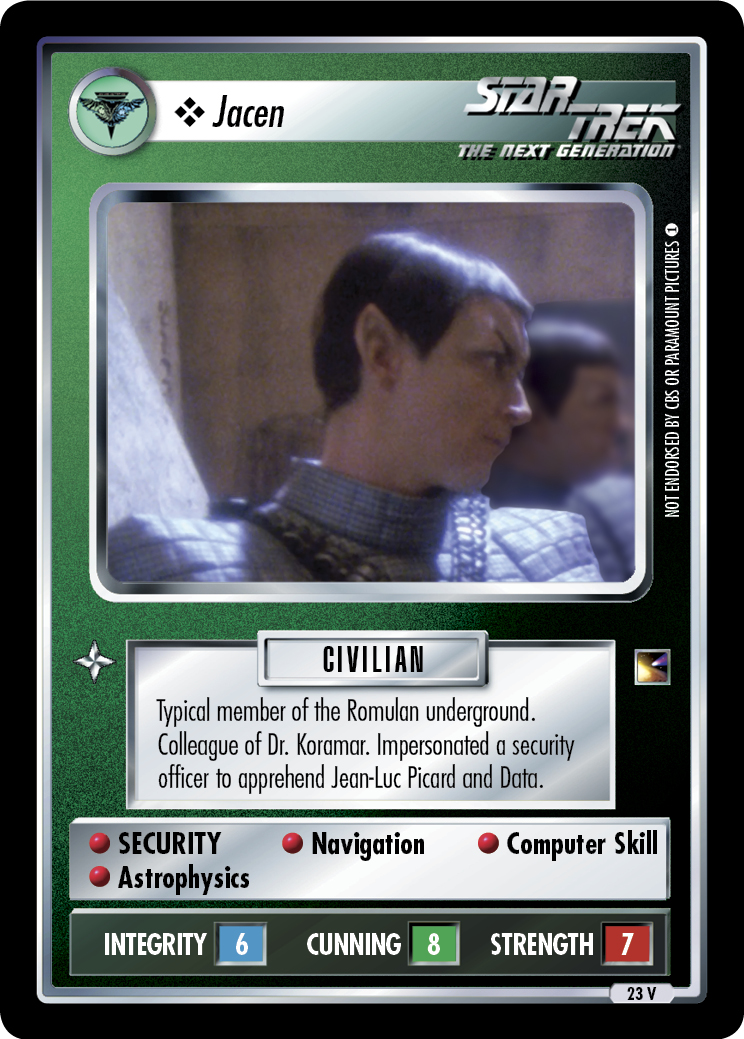 ❖ Jacen
STAR TREK
THE NEXT GENERATION
NOT ENDORSED BY CBS OR PARAMOUNT PICTURES 1
CIVILIAN
Typical member of the Romulan underground.
Colleague of Dr. Koramar. Impersonated a security
officer to apprehend Jean-Luc Picard and Data.
SECURITY Navigation Computer Skill
Astrophysics
INTEGRITY 6 CUNNING 8 STRENGTH 7
23 V